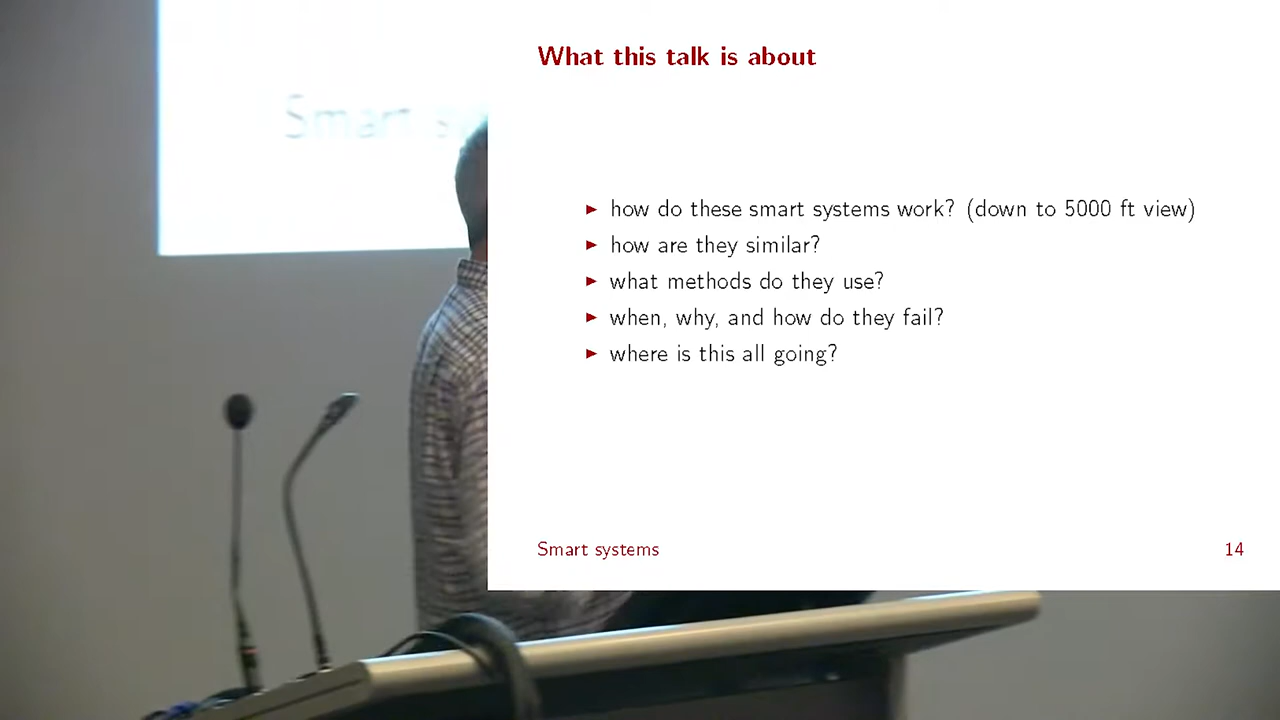 Smart
What this talk is about
how do these smart systems work? (down to 5000 ft view)
how are they similar?
what methods do they use?
when, why, and how do they fail?
where is this all going?
Smart systems
14